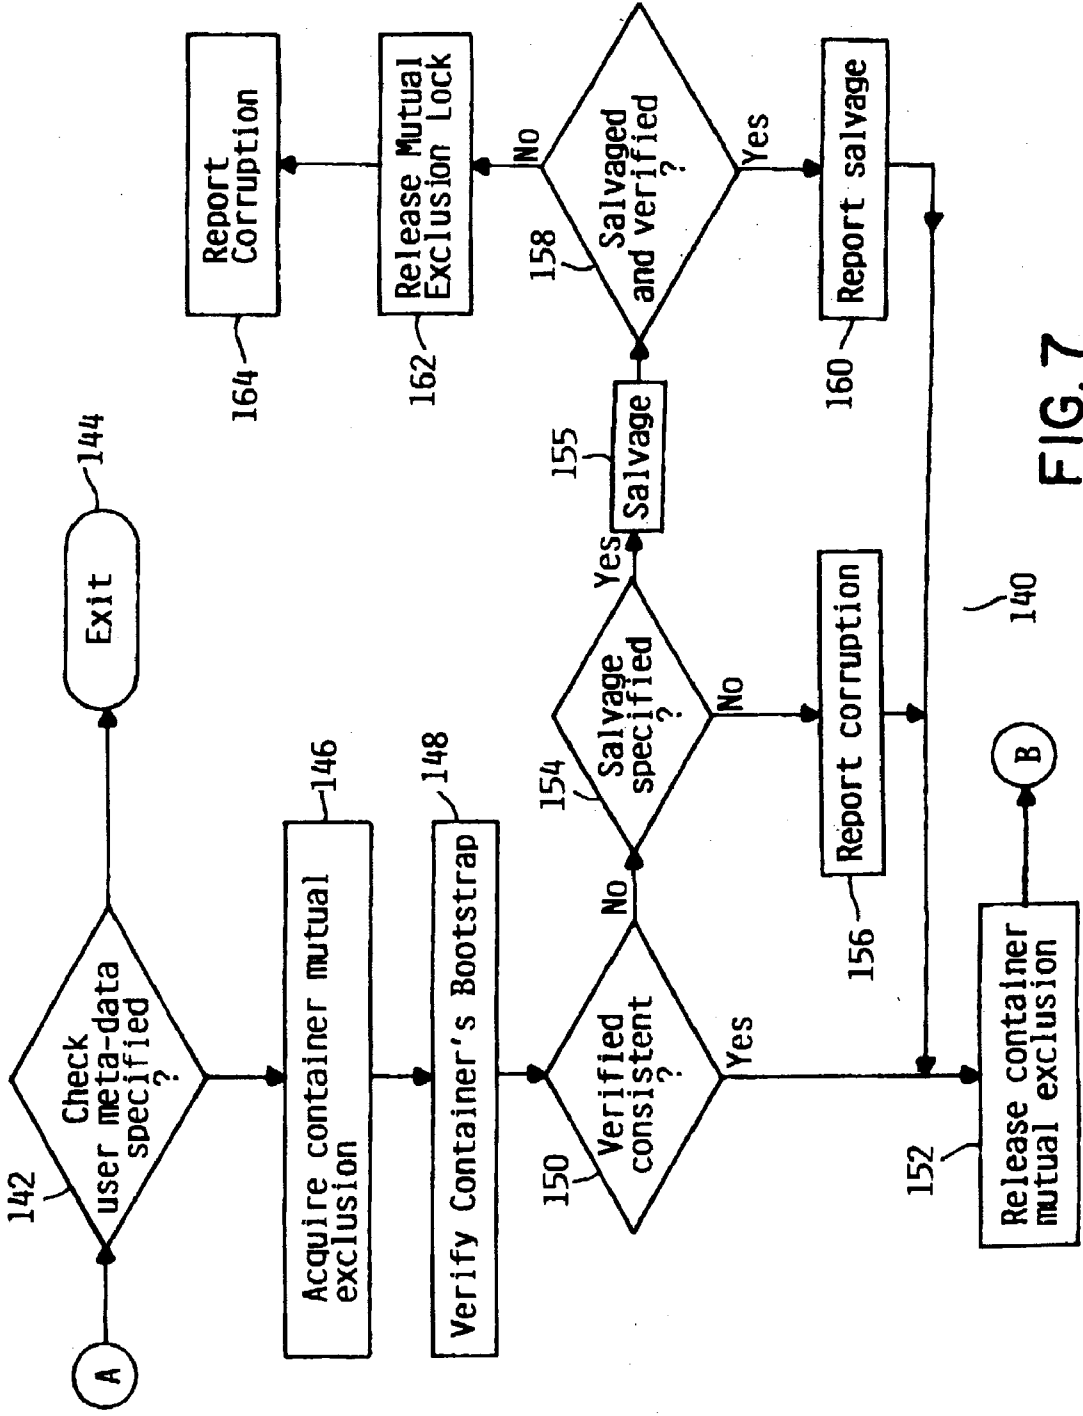 A
142
Check
user meta-data
specified
?
Exit
144
Acquire container mutual
exclusion
146
Verify Container's Bootstrap
148
150
Verified
consistent
?
No
Yes
154
Salvage
specified
?
Yes
No
155
Salvage
158
Salvaged
and verified
?
No
Yes
Release Mutual
Exclusion Lock
162
Report
Corruption
164
Report salvage
160
Report corruption
156
152
Release container
mutual exclusion
B
140
FIG. 7